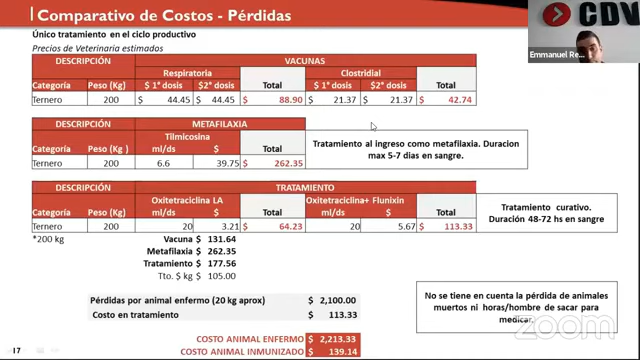 Comparativo de Costos - Pérdidas
CDV
Emmanuel Re...
Único tratamiento en el ciclo productivo
Precios de Veterinaria estimados
DESCRIPCIÓN VACUNAS
Respiratoria Clostridial
Categoría Peso (Kg) $ 1° dosis $2° dosis Total $ 1° dosis $2° dosis Total
Ternero 200 $ 44.45 $ 44.45 $ 88.90 $ 21.37 $ 21.37 $ 42.74
DESCRIPCIÓN METAFILAXIA
Tilmicosina
Categoría Peso (Kg) ml/ds $ Total
Ternero 200 6.6 39.75 $ 262.35
Tratamiento al ingreso como metafilaxia. Duracion
max 5-7 dias en sangre.
DESCRIPCIÓN TRATAMIENTO
Oxitetraciclina LA Oxitetraciclina+ Flunixin
Categoría Peso (Kg) ml/ds $ Total ml/ds $ Total
Ternero 200 20 3.21 $ 64.23 20 5.67 $ 113.33
Tratamiento curativo.
Duración 48-72 hs en sangre
*200 kg Vacuna $ 131.64
Metafilaxia $ 262.35
Tratamiento $ 177.56
Tto. $ kg $ 105.00
Pérdidas por animal enfermo (20 kg aprox) $ 2,100.00
Costo en tratamiento $ 113.33
COSTO ANIMAL ENFERMO $ 2,213.33
COSTO ANIMAL INMUNIZADO $ 139.14
No se tiene en cuenta la pérdida de animales
muertos ni horas/hombre de sacar para
medicar.
zoom
17